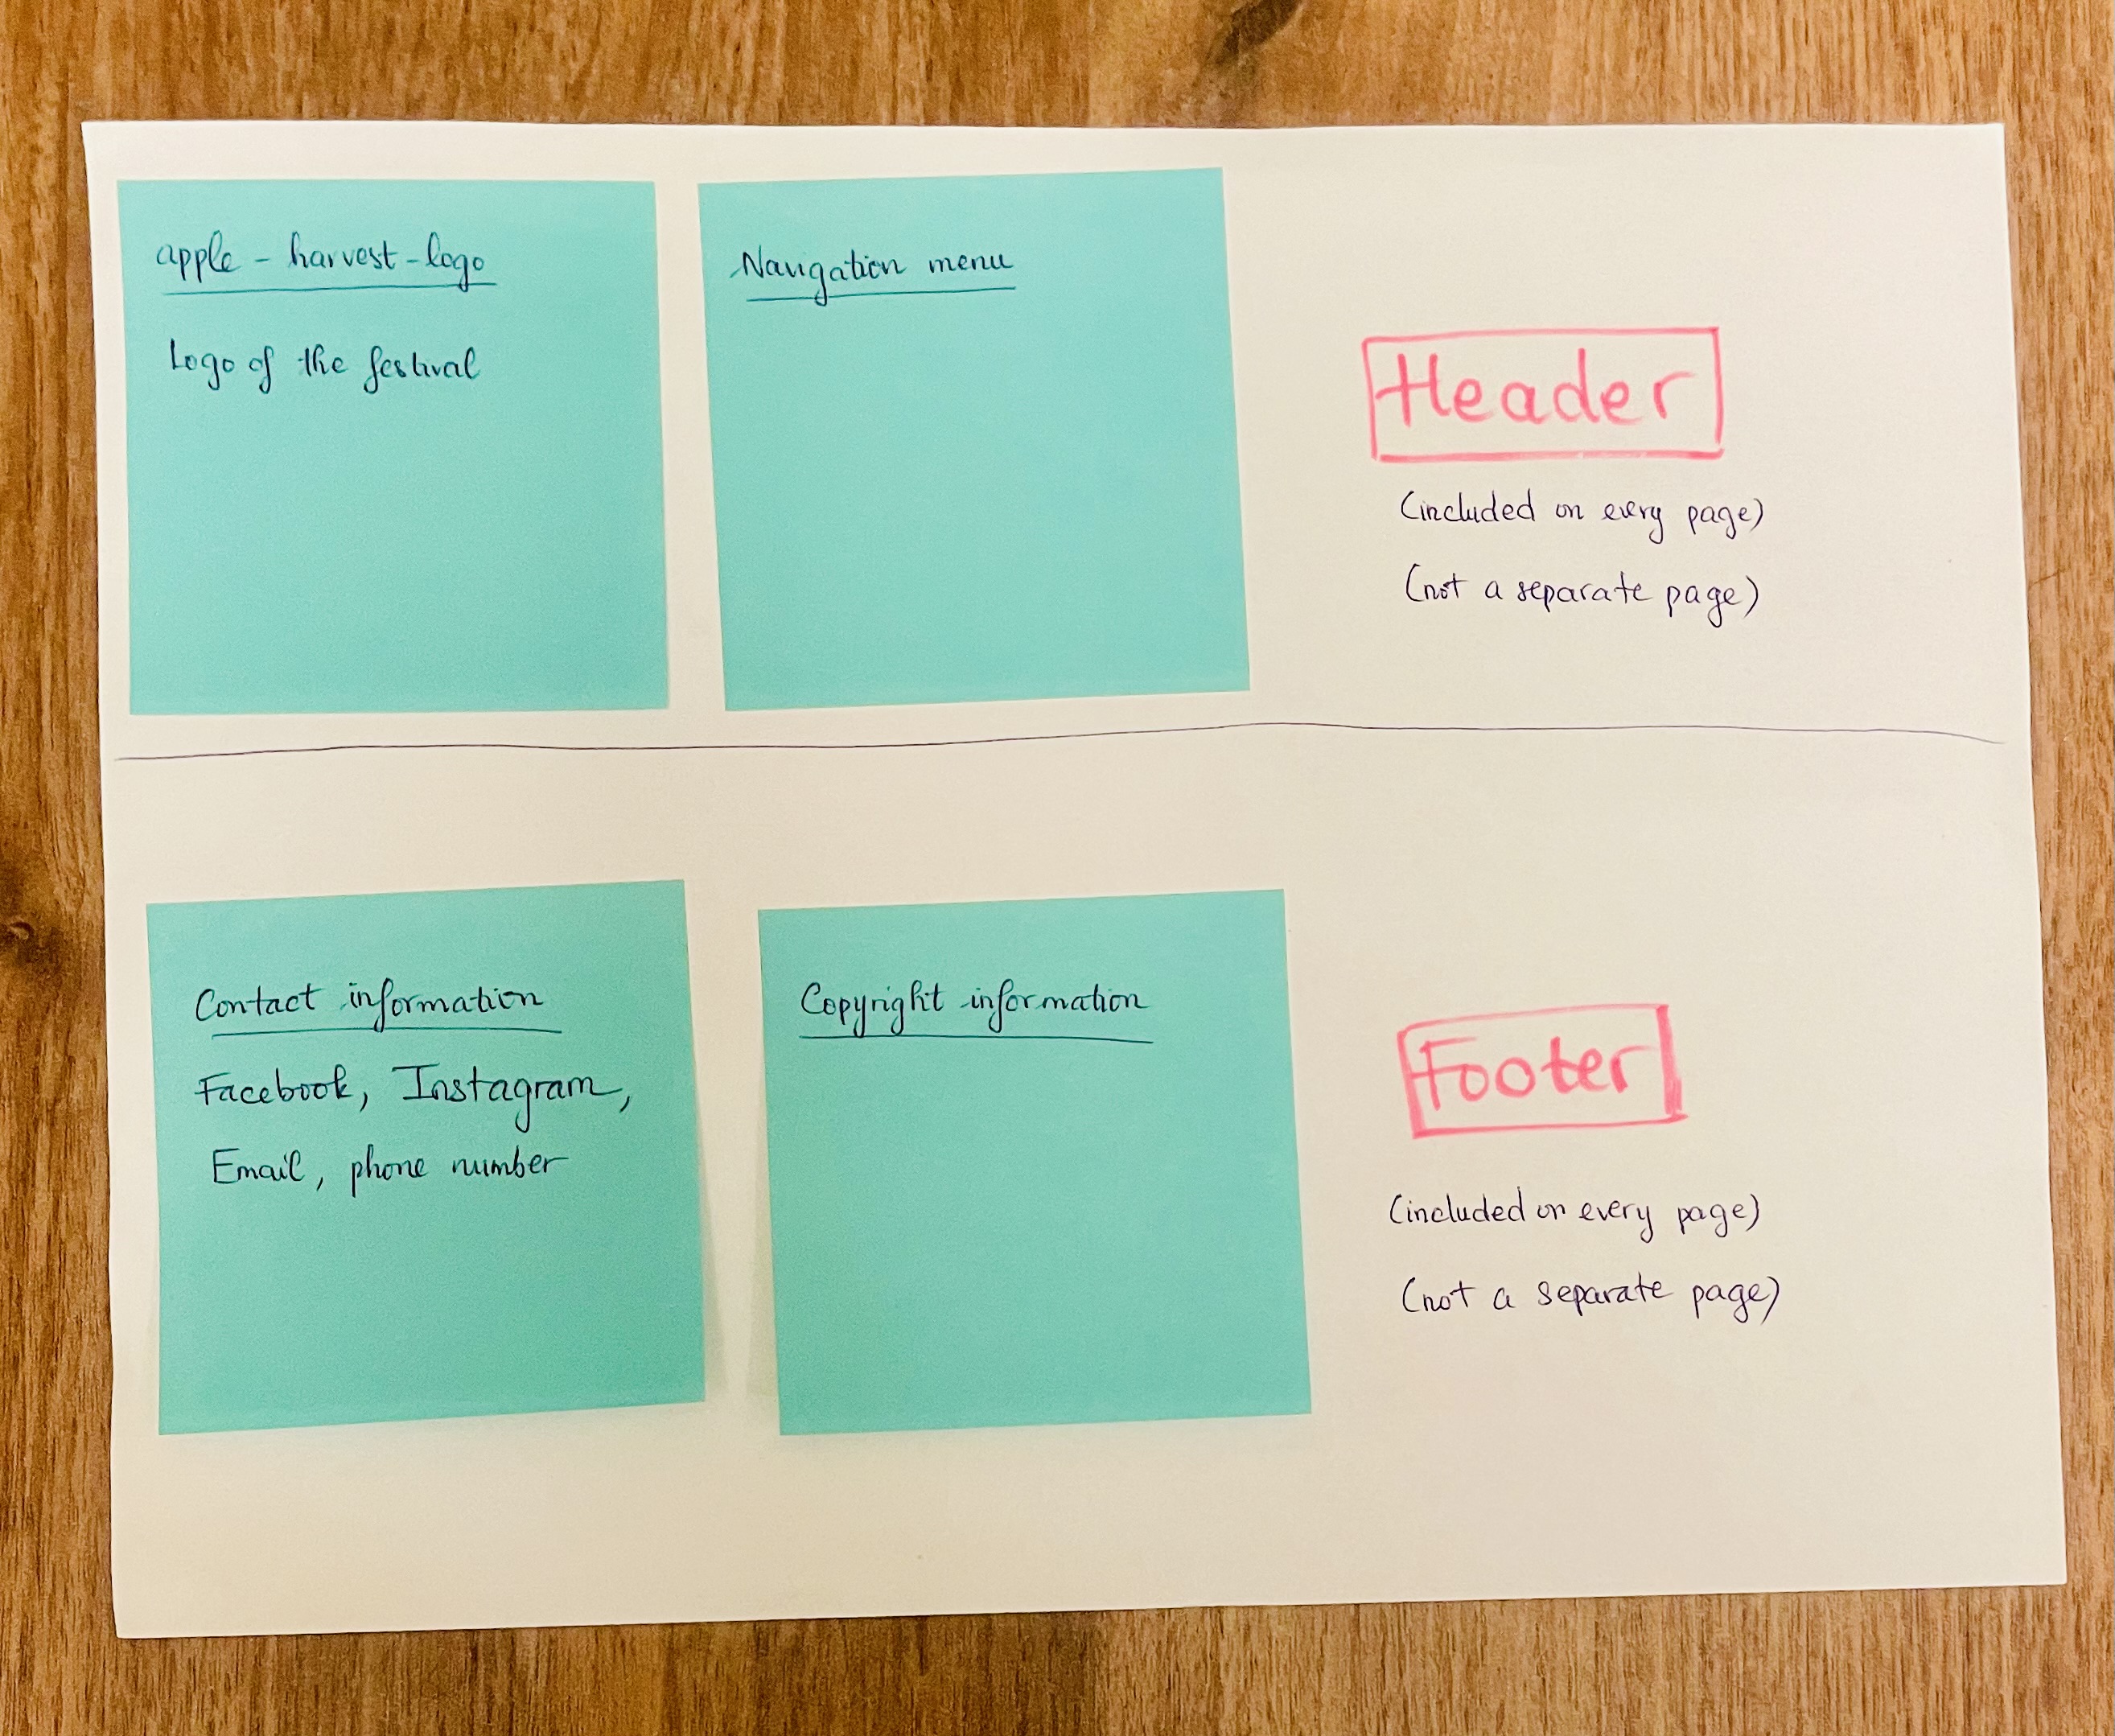 apple - harvest - logo
Logo of the festival
Navigation menu
Header
(included on every page)
(not a separate page)
Contact information
Facebook, Instagram,
Email, phone number
Copyright information
Footer
(included on every page)
(not a separate page)